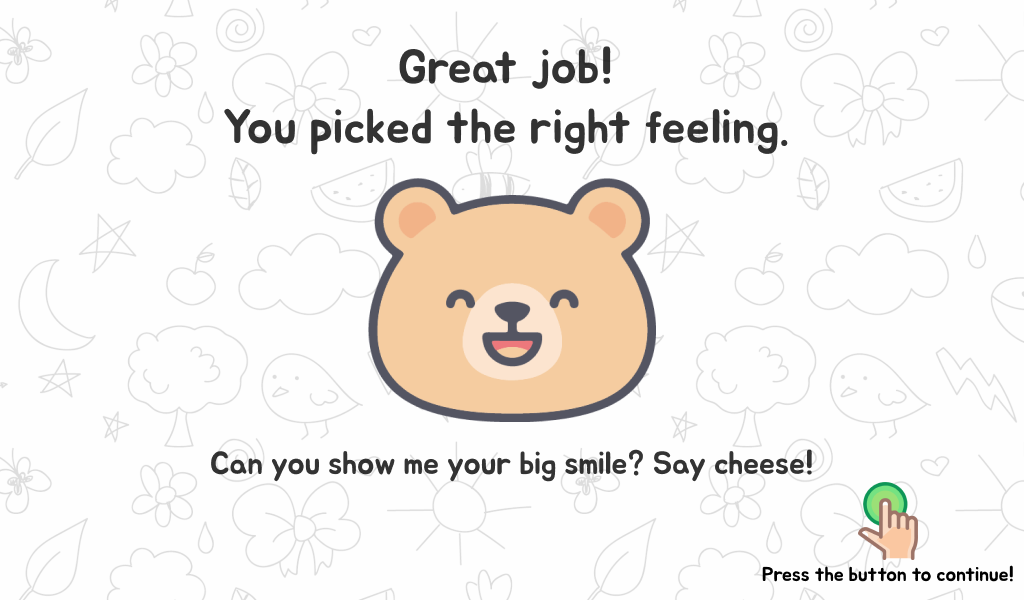 Great job!
You picked the right feeling.
Can you show me your big smile? Say cheese!
Press the button to continue!